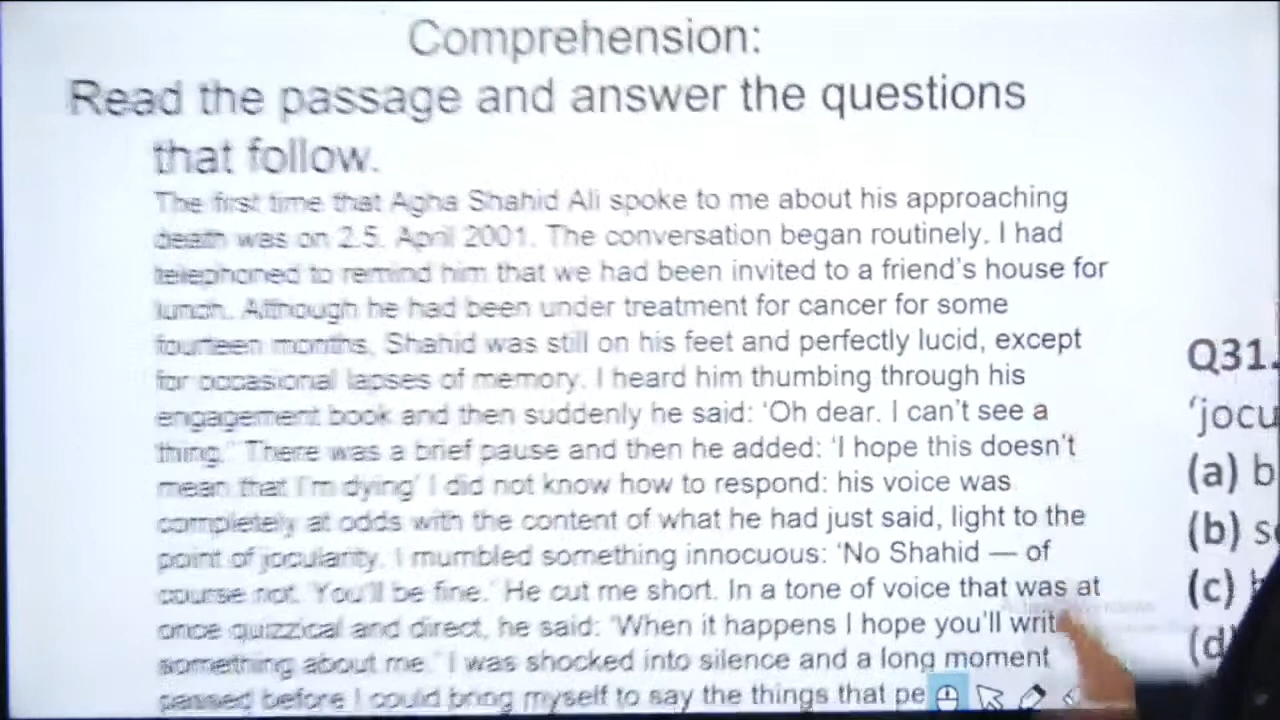 Comprehension:
Read the passage and answer the questions
that follow.
The first time that Agha Shahid Ali spoke to me about his approaching
death was on 2.5. April 2001. The conversation began routinely. I had
telephoned to remind him that we had been invited to a friend's house for
lunch. Although he had been under treatment for cancer for some
fourteen months, Shahid was still on his feet and perfectly lucid, except
for occasional lapses of memory. I heard him thumbing through his
engagement book and then suddenly he said: 'Oh dear. I can't see a
thing.' There was a brief pause and then he added: 'I hope this doesn't
mean that I'm dying' I did not know how to respond: his voice was
completely at odds with the content of what he had just said, light to the
point of jocularity. I mumbled something innocuous: 'No Shahid — of
course not. You'll be fine.' He cut me short. In a tone of voice that was at
once quizzical and direct, he said: 'When it happens I hope you'll writ
something about me.' I was shocked into silence and a long moment
passed before I could bring myself to say the things that pe
Q31.
'jocu
(a) b
(b) s
(c)
(d)